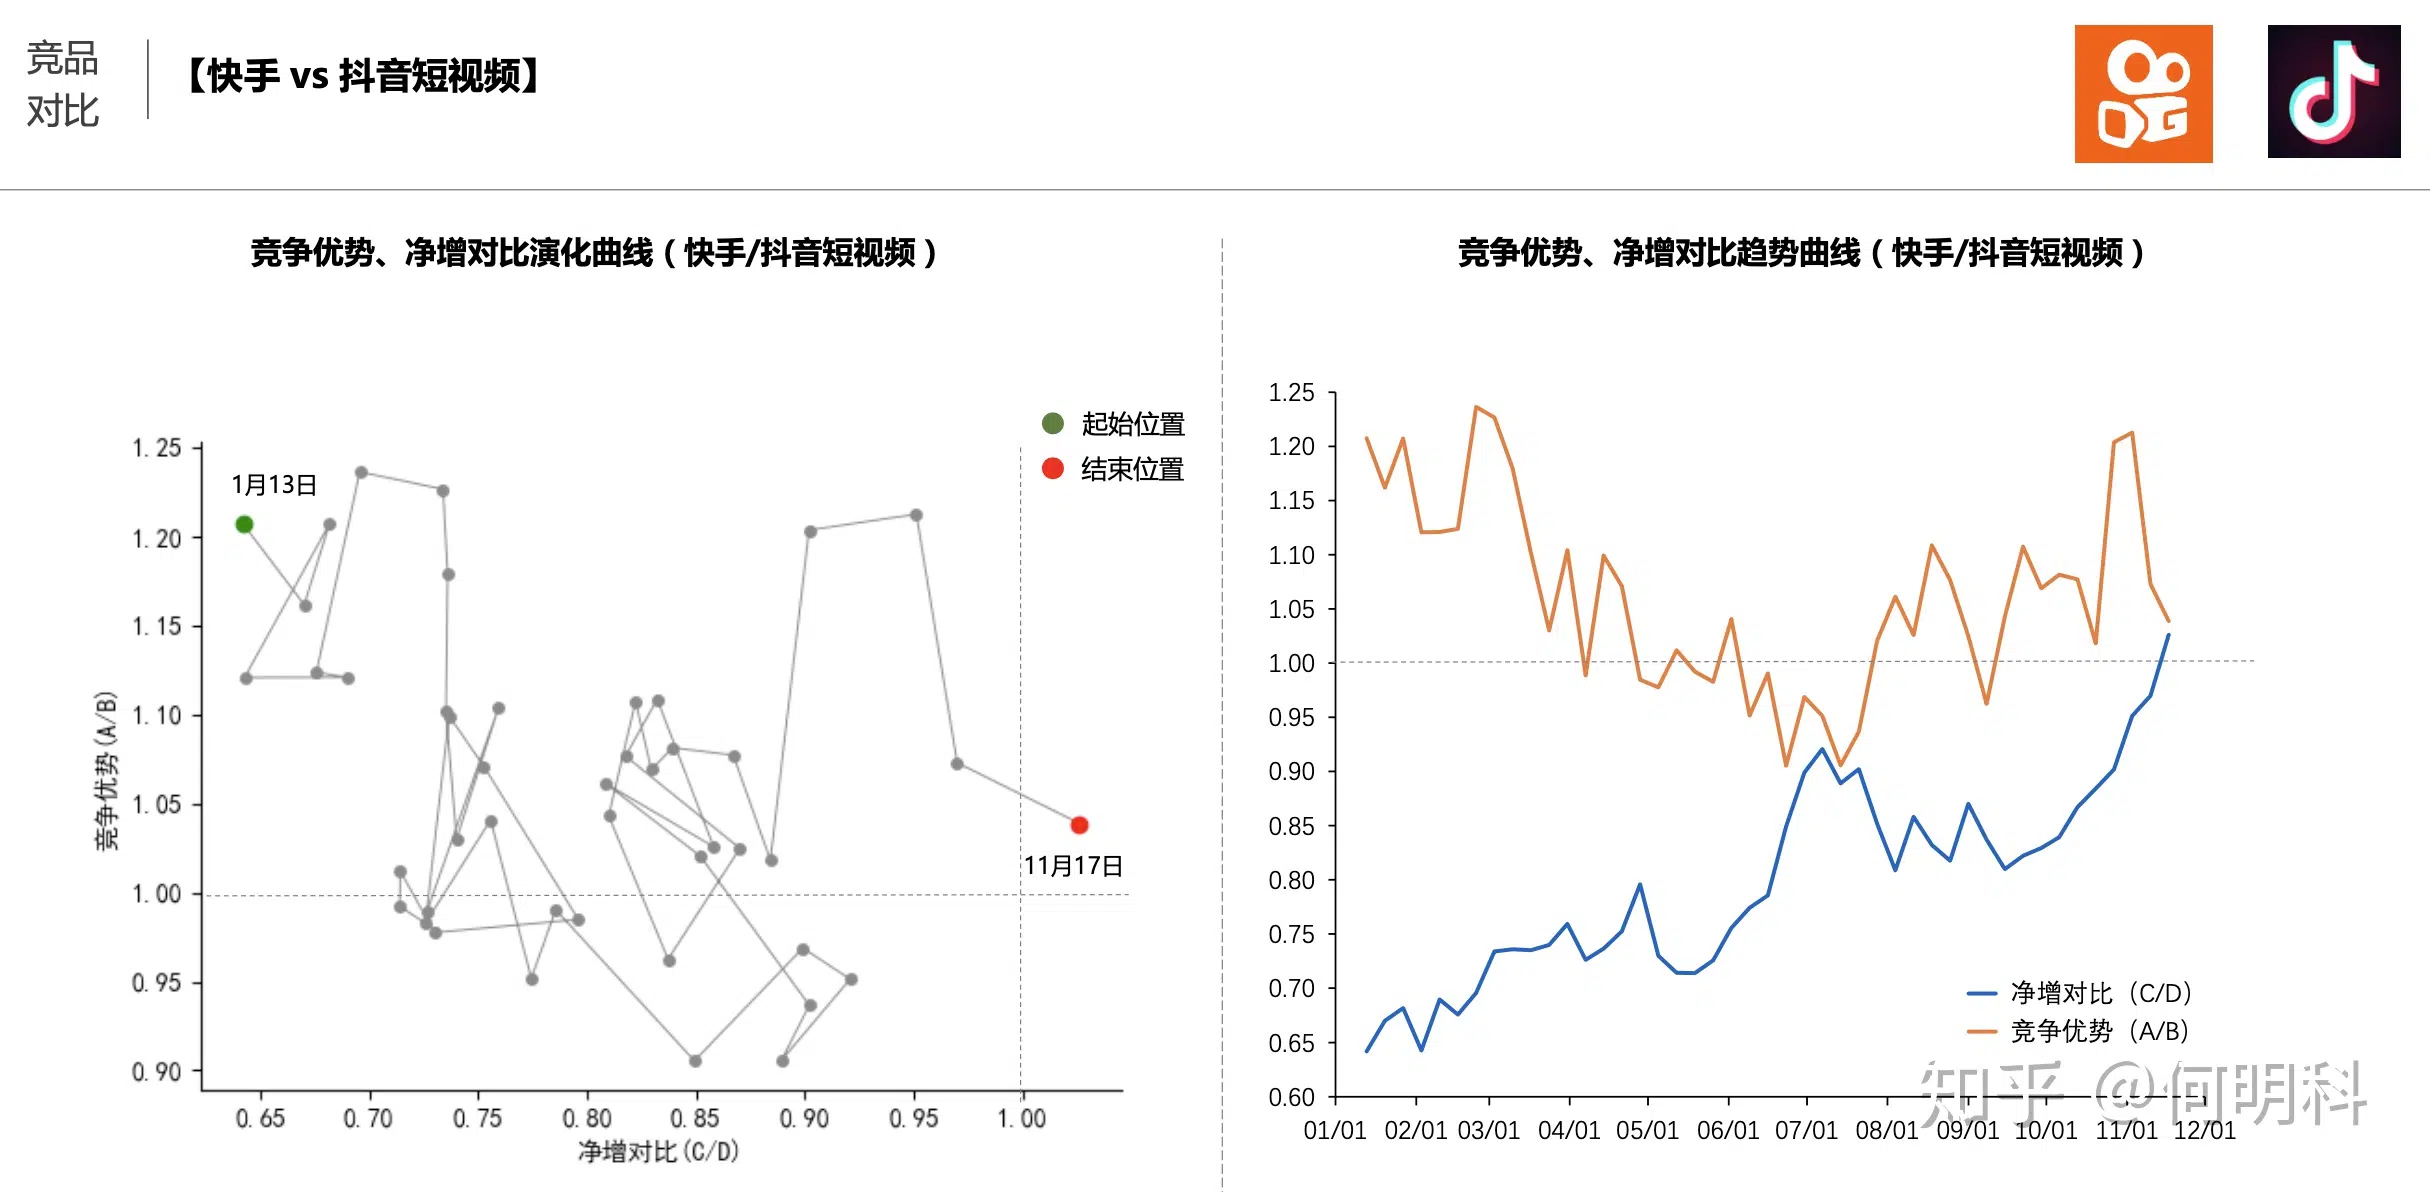 竞品
对比
【快手 vs 抖音短视频】
竞争优势、净增对比演化曲线（快手/抖音短视频）
起始位置
结束位置
1月13日
11月17日
1.25
1.20
1.15
1.10
1.05
1.00
0.95
0.90
竞争优势(A/B)
0.65 0.70 0.75 0.80 0.85 0.90 0.95 1.00
净增对比(C/D)
竞争优势、净增对比趋势曲线（快手/抖音短视频）
1.25
1.20
1.15
1.10
1.05
1.00
0.95
0.90
0.85
0.80
0.75
0.70
0.65
0.60
净增对比（C/D）
竞争优势（A/B）
01/01 02/01 03/01 04/01 05/01 06/01 07/01 08/01 09/01 10/01 11/01 12/01
知乎 @何明科